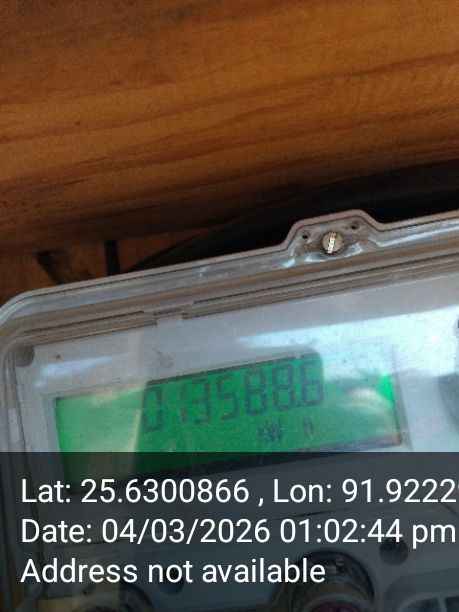 013588.6
kW h
Lat: 25.6300866 , Lon: 91.9222
Date: 04/03/2026 01:02:44 pm
Address not available